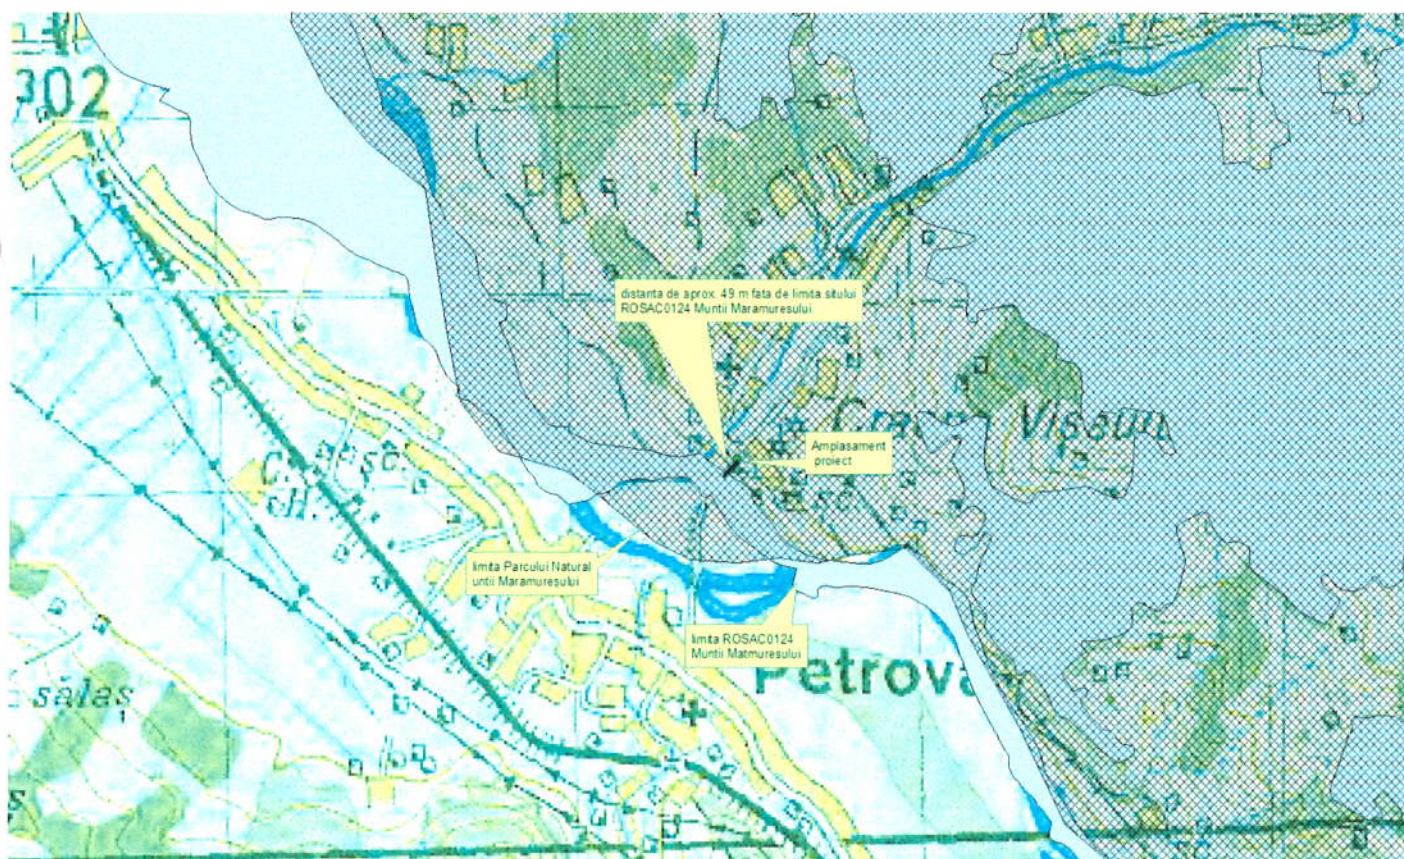 302
distanta de aprox. 49 m fata de limita sitului
ROSAC0124 Muntii Maramuresului
Amplasament
proiect
sc.
limita Parcului Natural
untii Maramuresului
limita ROSAC0124
Muntii Matmuresului
Petrova
sălaș